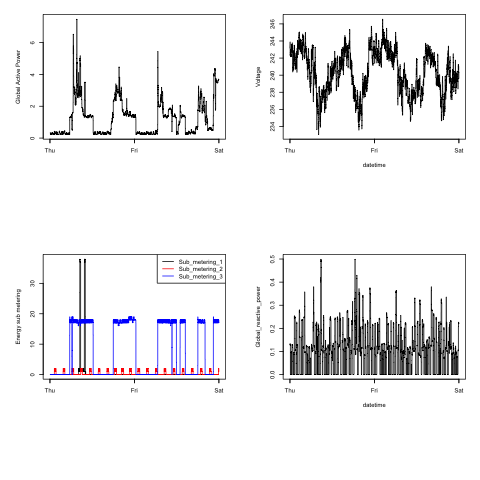 Global Active Power
0 2 4 6
Thu Fri Sat
Voltage
234 236 238 240 242 244 246
Thu Fri Sat
datetime
Energy sub metering
0 10 20 30
Sub_metering_1
Sub_metering_2
Sub_metering_3
Thu Fri Sat
Global_reactive_power
0.0 0.1 0.2 0.3 0.4 0.5
Thu Fri Sat
datetime